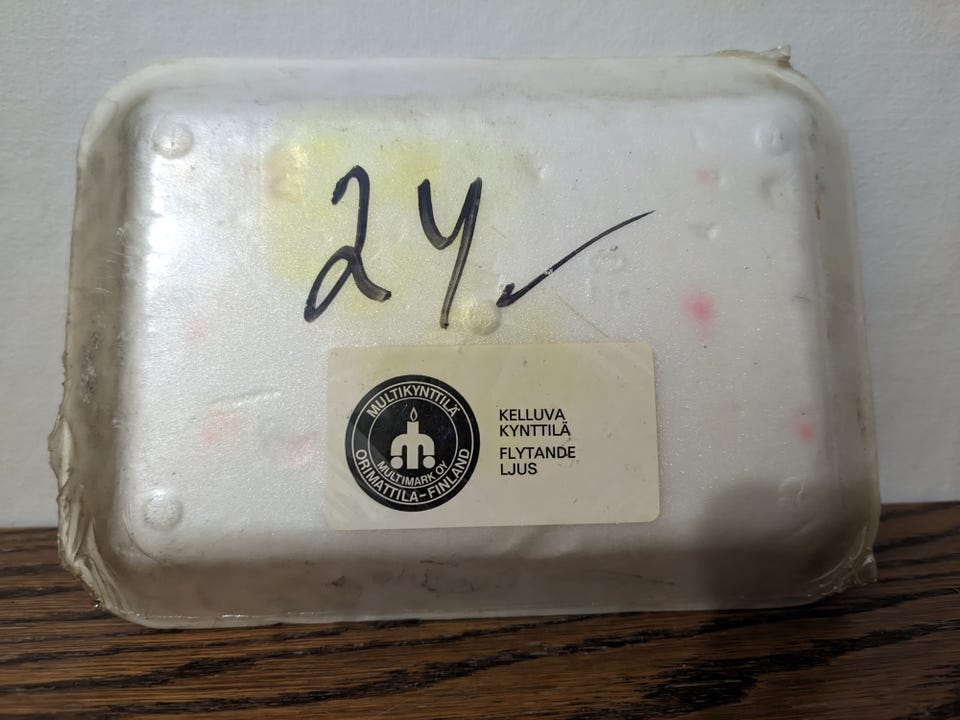 24 ✓
MULTIKYNTTILÄ
MULTIMARK OY
ORIMATTILA-FINLAND
KELLUVA
KYNTTILÄ
FLYTANDE
LJUS